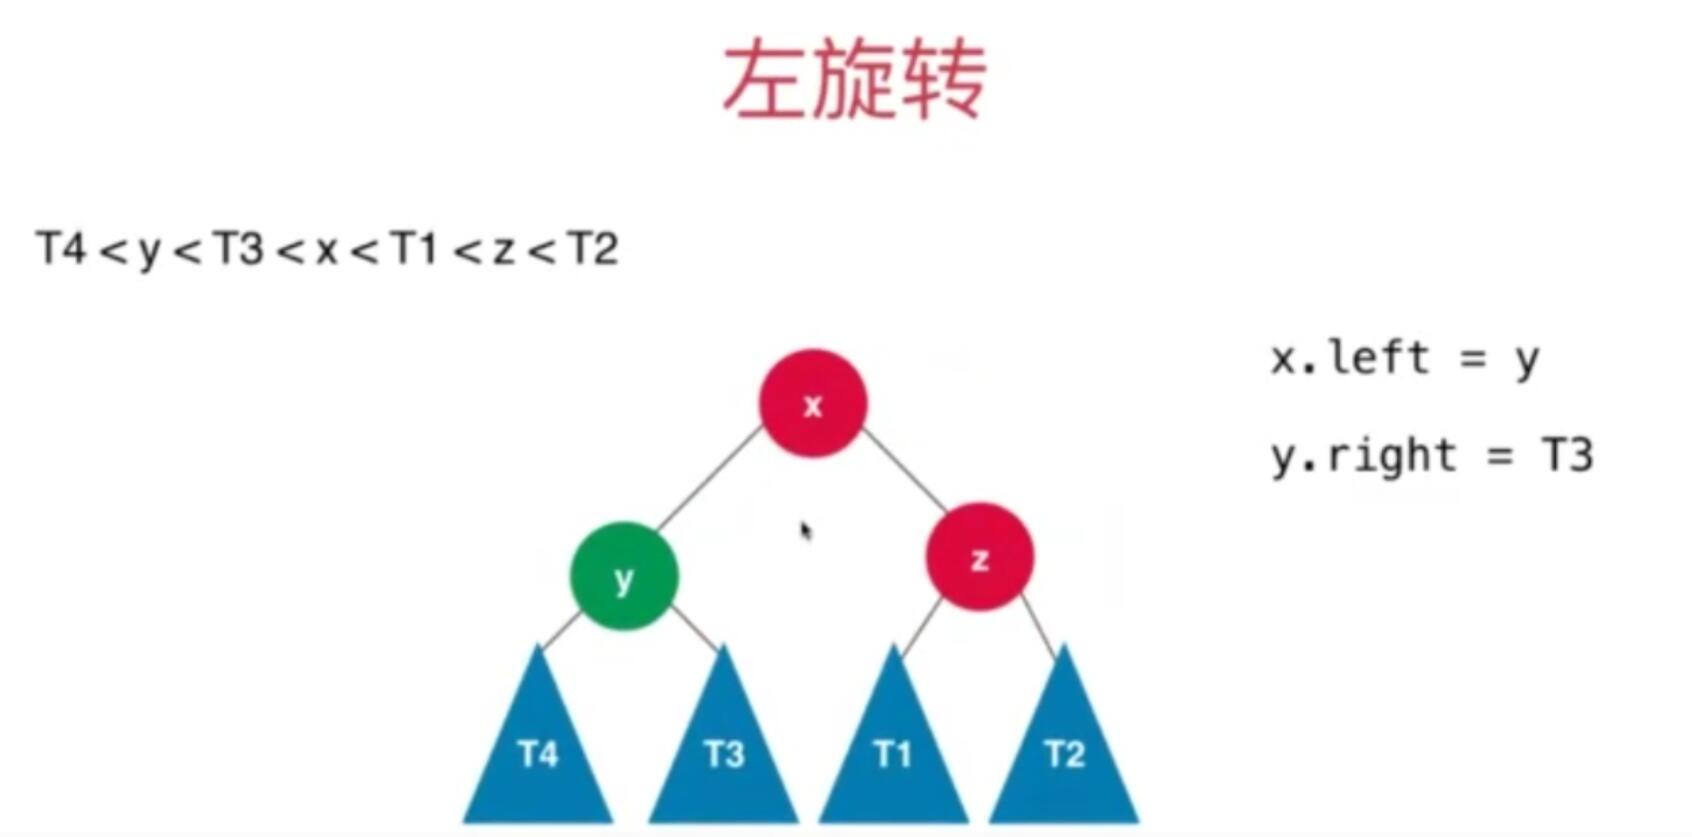 左旋转
T4 < y < T3 < x < T1 < z < T2
x.left = y
y.right = T3
x
y
z
T4
T3
T1
T2